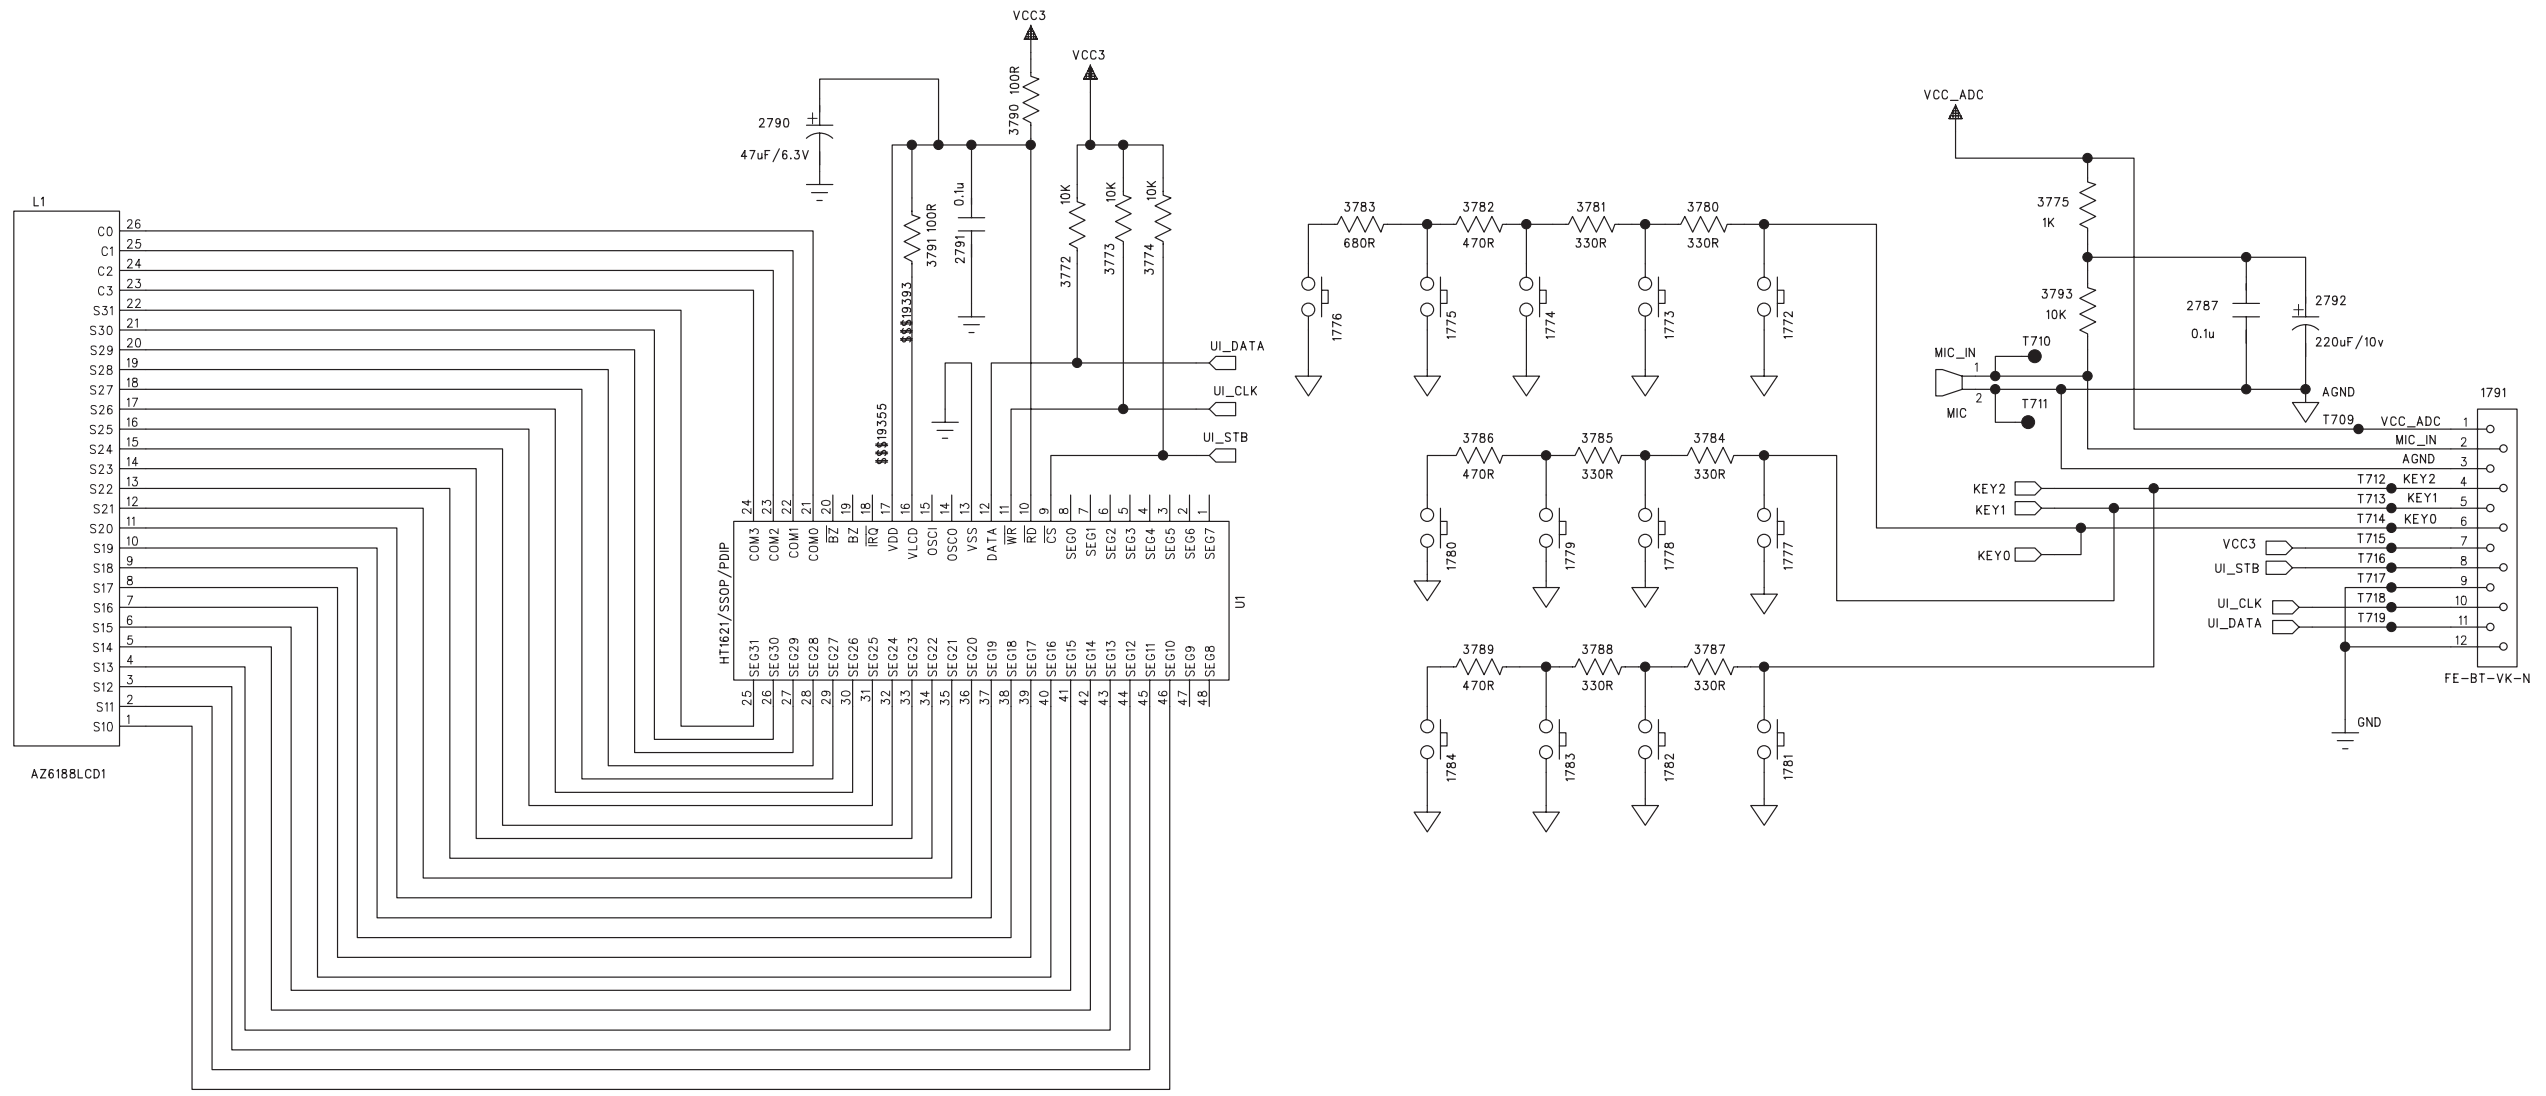 VCC3
VCC3
3790 100R
2790
47uF/6.3V
VCC_ADC
0.1u
2791
3791 100R
$$$19393
$$$19355
10K
3772
10K
3773
10K
3774
UI_DATA
UI_CLK
UI_STB
L1
C0 26
C1 25
C2 24
C3 23
S31 22
S30 21
S29 20
S28 19
S27 18
S26 17
S25 16
S24 15
S23 14
S22 13
S21 12
S20 11
S19 10
S18 9
S17 8
S16 7
S15 6
S14 5
S13 4
S12 3
S11 2
S10 1
AZ6188LCD1
24 23 22 21 20 19 18 17 16 15 14 13 12 11 10 9 8 7 6 5 4 3 2 1
COM3 COM2 COM1 COM0 BZ BZ IRQ VDD VLCD OSCI OSCO VSS DATA WR RD CS SEG0 SEG1 SEG2 SEG3 SEG4 SEG5 SEG6 SEG7
HT1621/SSOP/PDIP
U1
SEG31 SEG30 SEG29 SEG28 SEG27 SEG26 SEG25 SEG24 SEG23 SEG22 SEG21 SEG20 SEG19 SEG18 SEG17 SEG16 SEG15 SEG14 SEG13 SEG12 SEG11 SEG10 SEG9 SEG8
25 26 27 28 29 30 31 32 33 34 35 36 37 38 39 40 41 42 43 44 45 46 47 48
3783 3782 3781 3780
680R 470R 330R 330R
1776 1775 1774 1773 1772
3786 3785 3784
470R 330R 330R
1780 1779 1778 1777
3789 3788 3787
470R 330R 330R
1784 1783 1782 1781
3775
1K
3793
10K
2787
0.1u
2792
220uF/10v
MIC_IN
1
T710
2
MIC
T711
AGND
1791
T709 VCC_ADC 1
MIC_IN 2
AGND 3
KEY2 T712 KEY2 4
KEY1 T713 KEY1 5
T714 KEY0 6
KEY0
VCC3 T715 7
UI_STB T716 8
T717 9
UI_CLK T718 10
UI_DATA T719 11
12
FE-BT-VK-N
GND